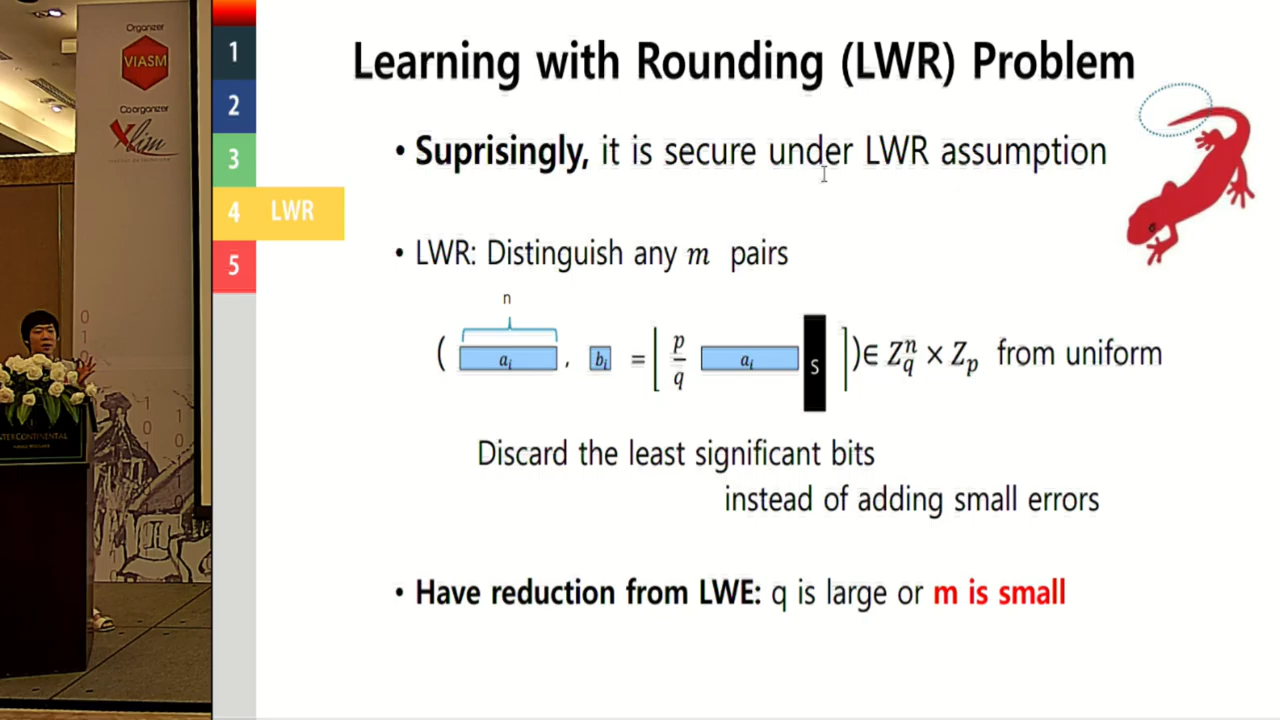 Organizer
VIASM
Coorganizer
Xlim
1
2
3
4 LWR
5
Learning with Rounding (LWR) Problem
• Suprisingly, it is secure under LWR assumption
• LWR: Distinguish any m pairs
n
( a_i , b_i = ⌊ p/q a_i s ⌉ ) ∈ Z_q^n × Z_p from uniform
Discard the least significant bits
instead of adding small errors
• Have reduction from LWE: q is large or m is small